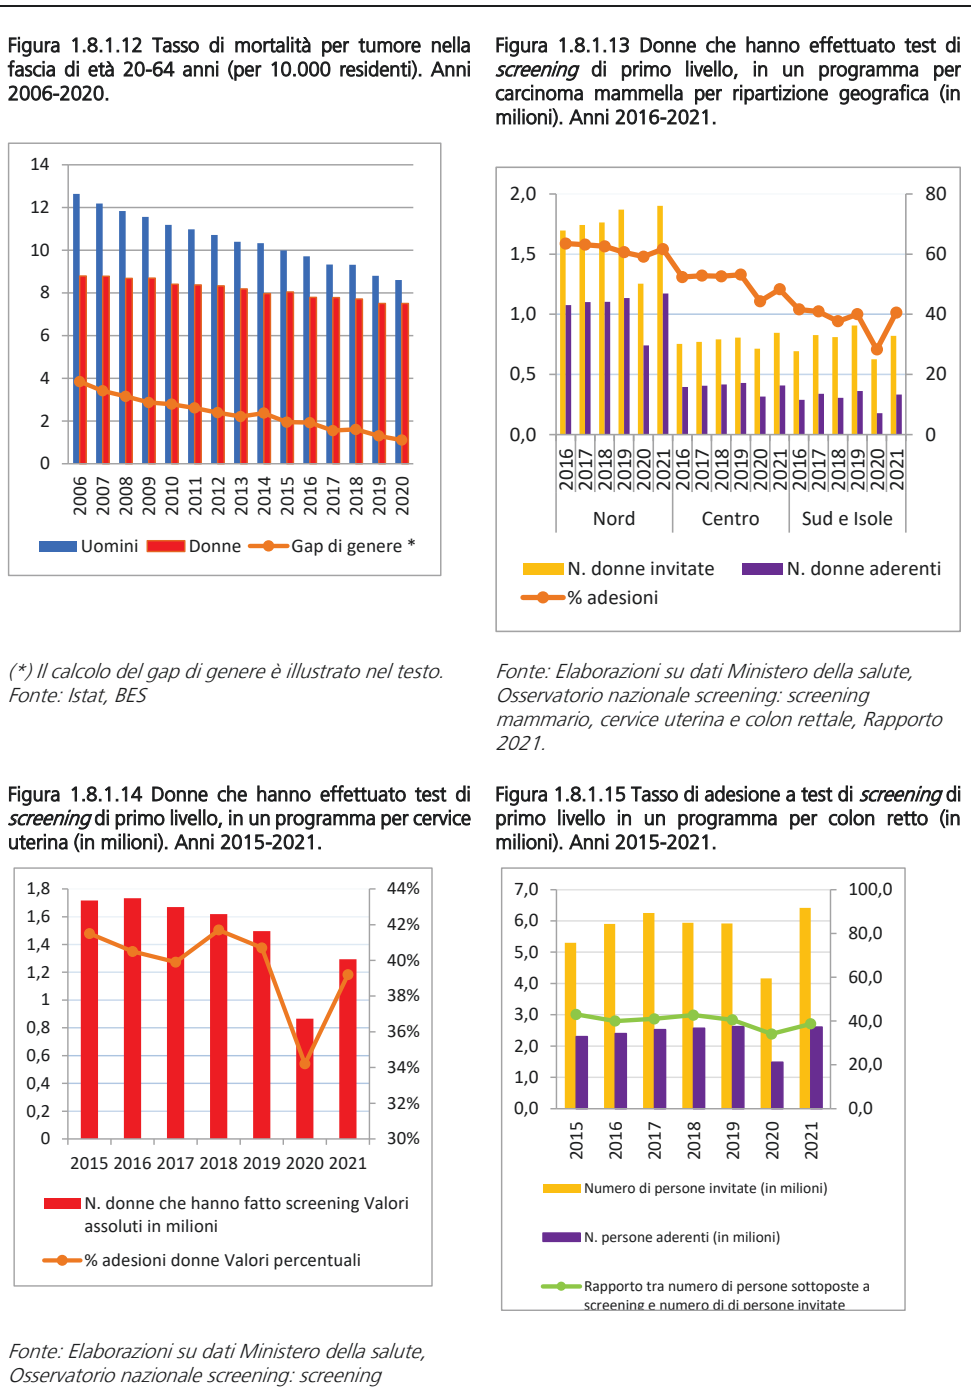 Figura 1.8.1.12 Tasso di mortalità per tumore nella
fascia di età 20-64 anni (per 10.000 residenti). Anni
2006-2020.
14
12
10
8
6
4
2
0
2006 2007 2008 2009 2010 2011 2012 2013 2014 2015 2016 2017 2018 2019 2020
Uomini Donne Gap di genere *
(*) Il calcolo del gap di genere è illustrato nel testo.
Fonte: Istat, BES
Figura 1.8.1.13 Donne che hanno effettuato test di
screening di primo livello, in un programma per
carcinoma mammella per ripartizione geografica (in
milioni). Anni 2016-2021.
2,0 80
1,5 60
1,0 40
0,5 20
0,0 0
2016 2017 2018 2019 2020 2021 2016 2017 2018 2019 2020 2021 2016 2017 2018 2019 2020 2021
Nord Centro Sud e Isole
N. donne invitate N. donne aderenti
% adesioni
Fonte: Elaborazioni su dati Ministero della salute,
Osservatorio nazionale screening: screening
mammario, cervice uterina e colon rettale, Rapporto
2021.
Figura 1.8.1.14 Donne che hanno effettuato test di
screening di primo livello, in un programma per cervice
uterina (in milioni). Anni 2015-2021.
1,8 44%
1,6 42%
1,4 40%
1,2 38%
1 36%
0,8 34%
0,6 32%
0,4 30%
0,2
0
2015 2016 2017 2018 2019 2020 2021
N. donne che hanno fatto screening Valori
assoluti in milioni
% adesioni donne Valori percentuali
Fonte: Elaborazioni su dati Ministero della salute,
Osservatorio nazionale screening: screening
Figura 1.8.1.15 Tasso di adesione a test di screening di
primo livello in un programma per colon retto (in
milioni). Anni 2015-2021.
7,0 100,0
6,0 80,0
5,0 60,0
4,0 40,0
3,0 20,0
2,0 0,0
1,0
0,0
2015 2016 2017 2018 2019 2020 2021
Numero di persone invitate (in milioni)
N. persone aderenti (in milioni)
Rapporto tra numero di persone sottoposte a
screening e numero di di persone invitate